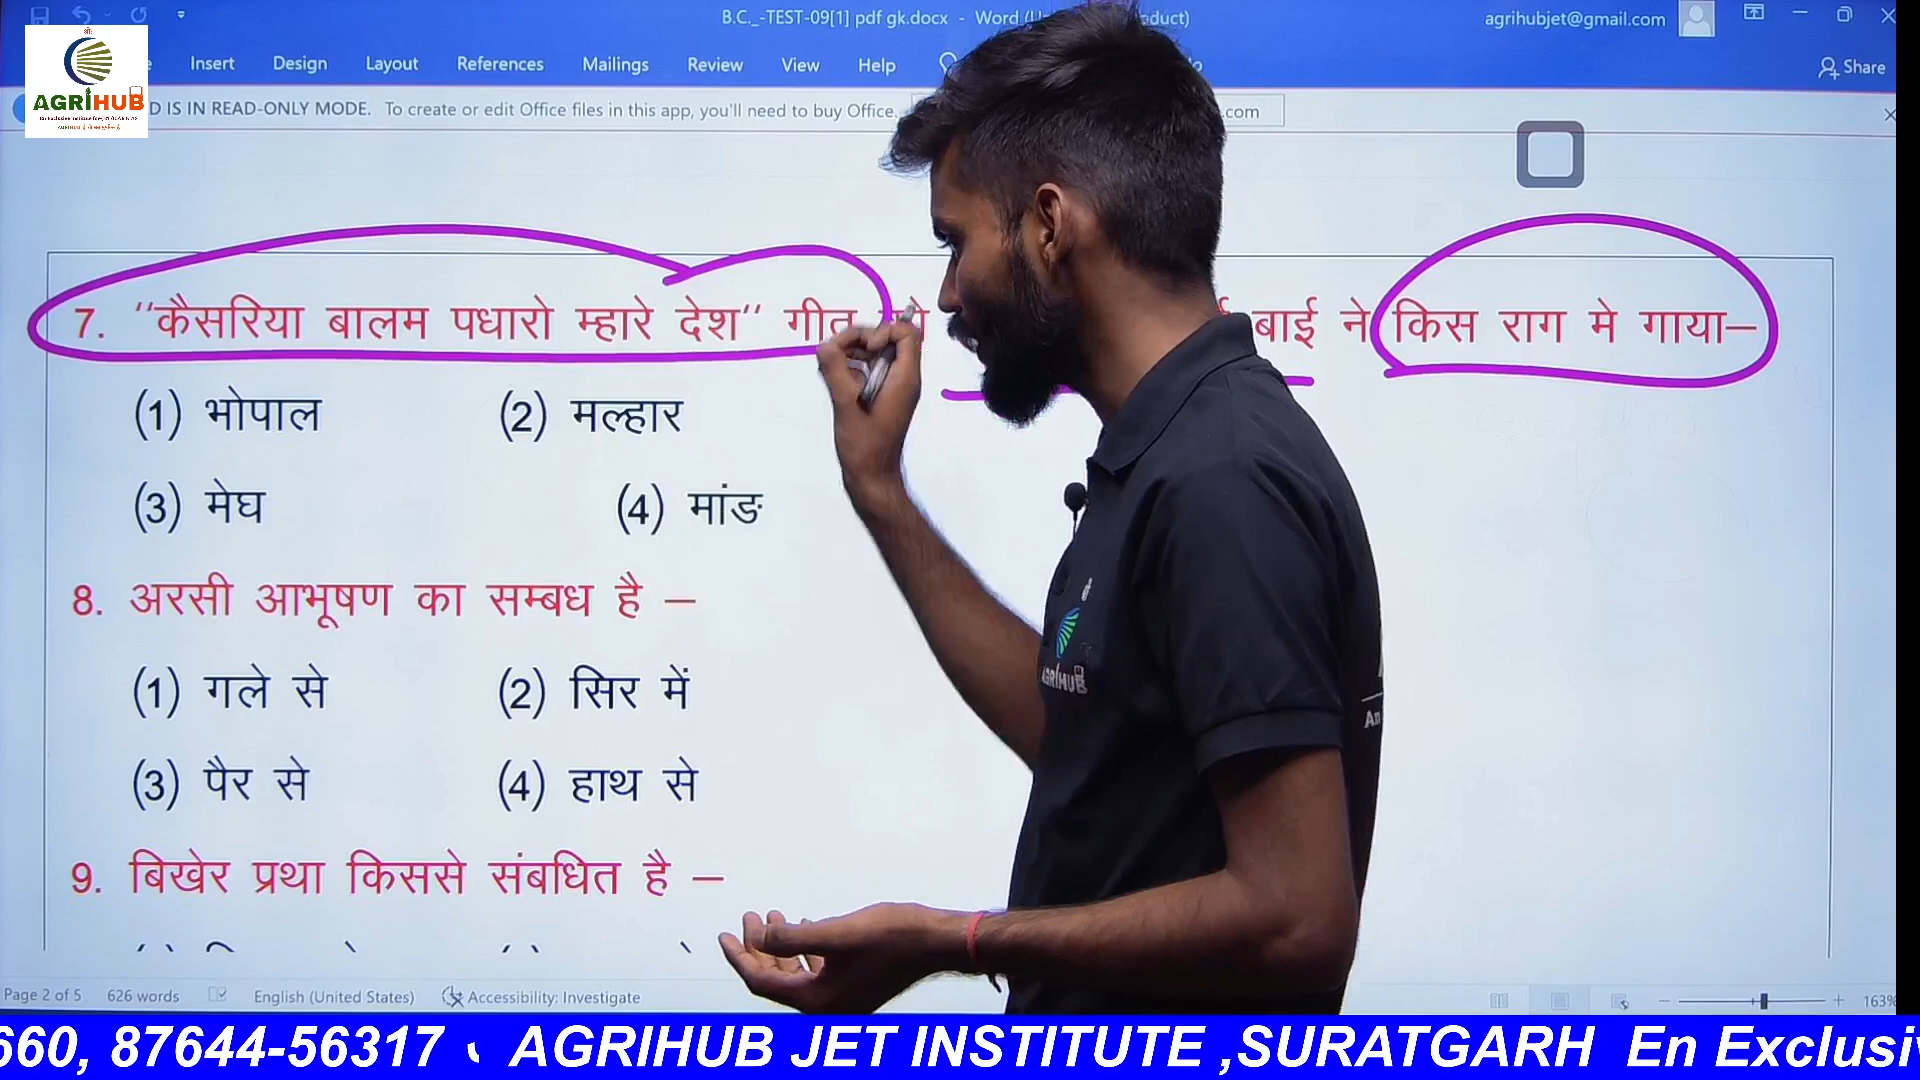 B.C._-TEST-09[1] pdf gk.docx - Word
agrihubjet@gmail.com
Insert Design Layout References Mailings Review View Help
Share
AGRIHUB
D IS IN READ-ONLY MODE. To create or edit Office files in this app, you'll need to buy Office.
.com
7. "कैसरिया बालम पधारो म्हारे देश" गीत को बाई ने किस राग मे गाया–
(1) भोपाल (2) मल्हार
(3) मेघ (4) मांङ
8. अरसी आभूषण का सम्बध है –
(1) गले से (2) सिर में
(3) पैर से (4) हाथ से
9. बिखेर प्रथा किससे संबधित है –
AGRIHUB
An
Page 2 of 5 626 words English (United States) Accessibility: Investigate
163%
660, 87644-56317 AGRIHUB JET INSTITUTE ,SURATGARH En Exclusiv